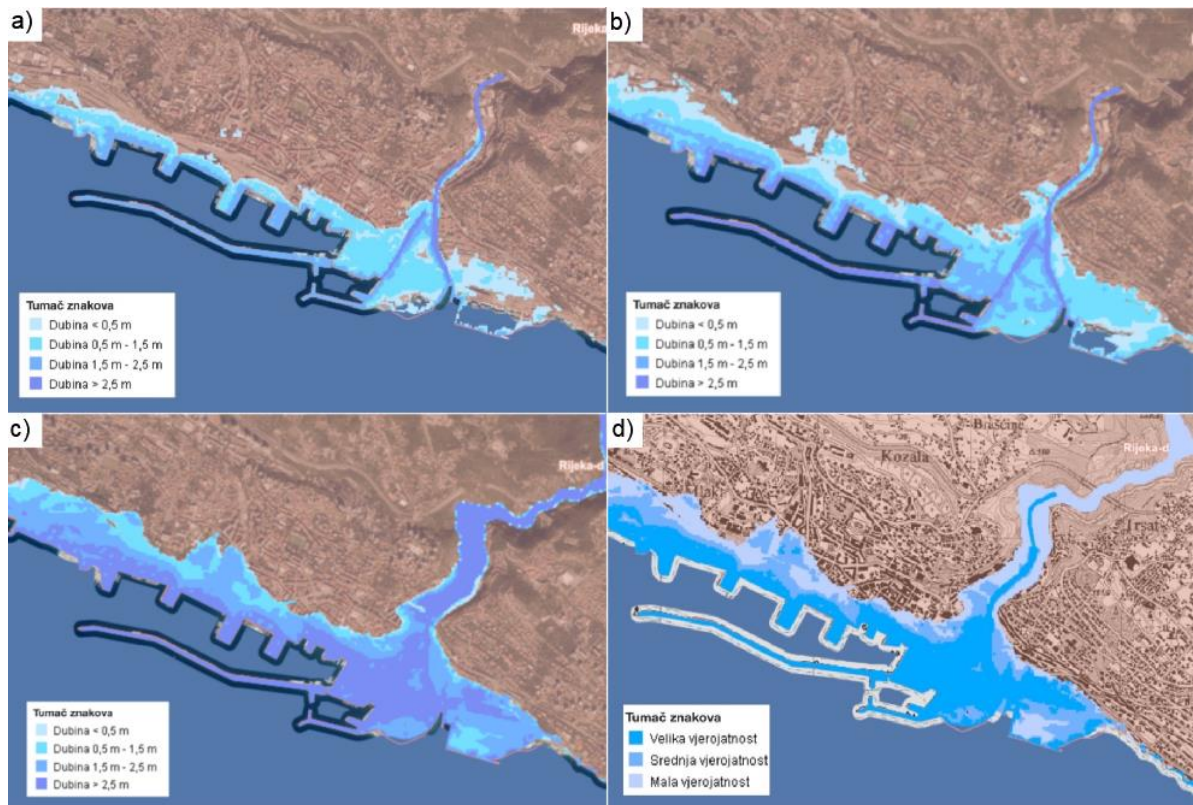 a)
Rijeka
Tumač znakova
Dubina < 0,5 m
Dubina 0,5 m - 1,5 m
Dubina 1,5 m - 2,5 m
Dubina > 2,5 m
b)
Tumač znakova
Dubina < 0,5 m
Dubina 0,5 m - 1,5 m
Dubina 1,5 m - 2,5 m
Dubina > 2,5 m
c)
Rijeka-d
Tumač znakova
Dubina < 0,5 m
Dubina 0,5 m - 1,5 m
Dubina 1,5 m - 2,5 m
Dubina > 2,5 m
d)
Kozala
Rijeka-d
Trsat
Tumač znakova
Velika vjerojatnost
Srednja vjerojatnost
Mala vjerojatnost